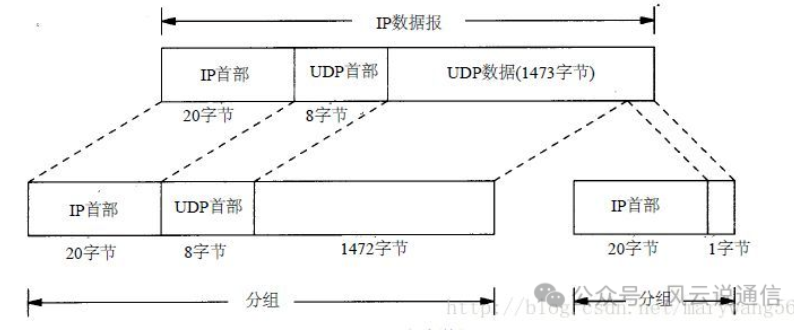 IP数据报
IP首部 UDP首部 UDP数据(1473字节)
20字节 8字节
IP首部 UDP首部 IP首部
20字节 8字节 1472字节 20字节 1字节
分组 分组
公众号 风云说通信
http://blog.csdn.net/marywang56